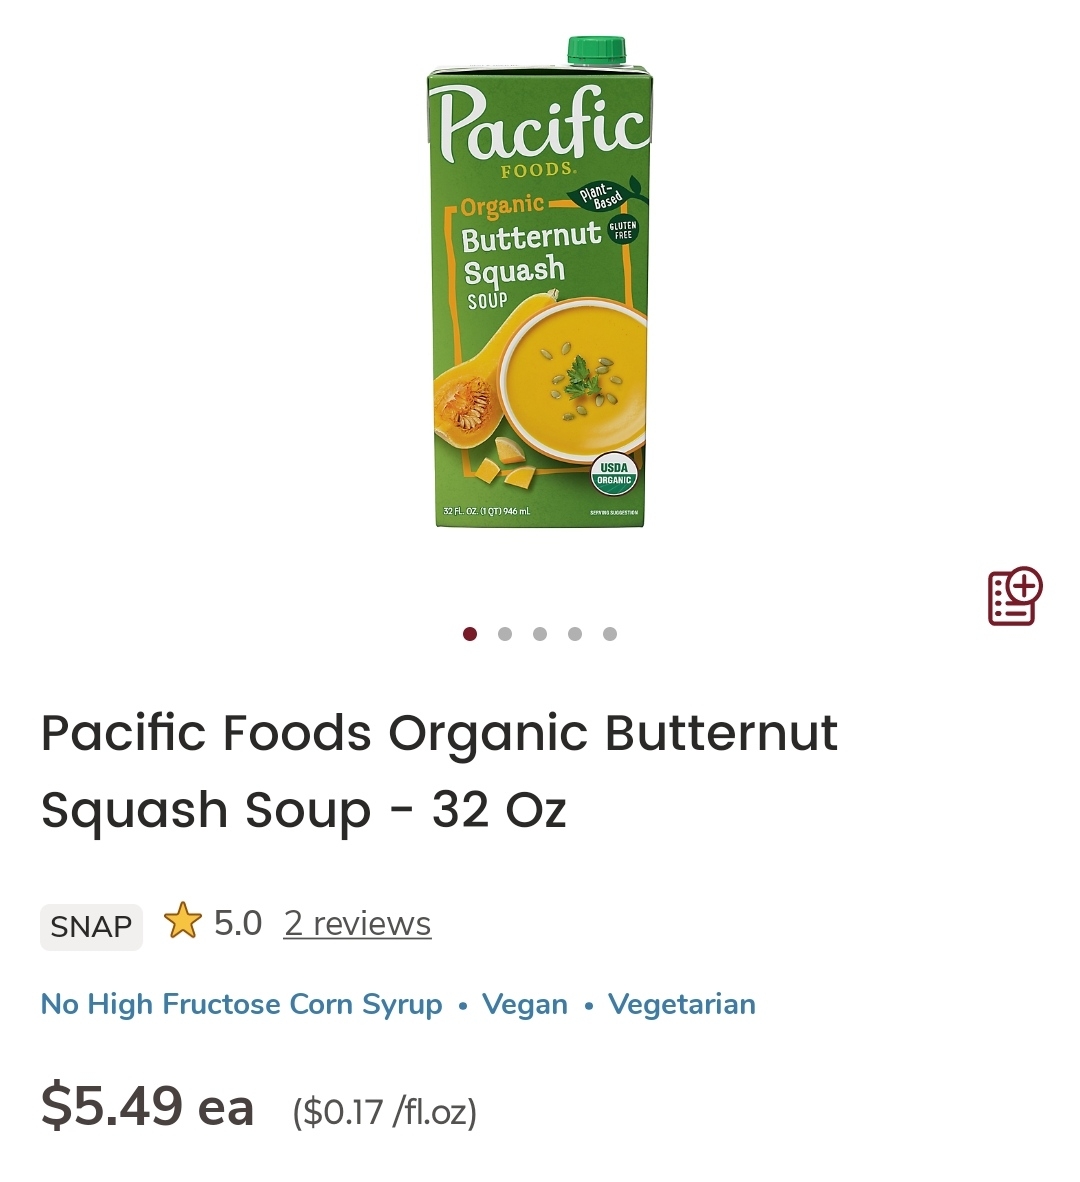 Pacific
FOODS®
Organic
Plant-
Based
Butternut
GLUTEN
FREE
Squash
SOUP
USDA
ORGANIC
32 FL. OZ. (1 QT) 946 mL
SERVING SUGGESTION
Pacific Foods Organic Butternut
Squash Soup - 32 Oz
SNAP 5.0 2 reviews
No High Fructose Corn Syrup • Vegan • Vegetarian
$5.49 ea ($0.17 /fl.oz)